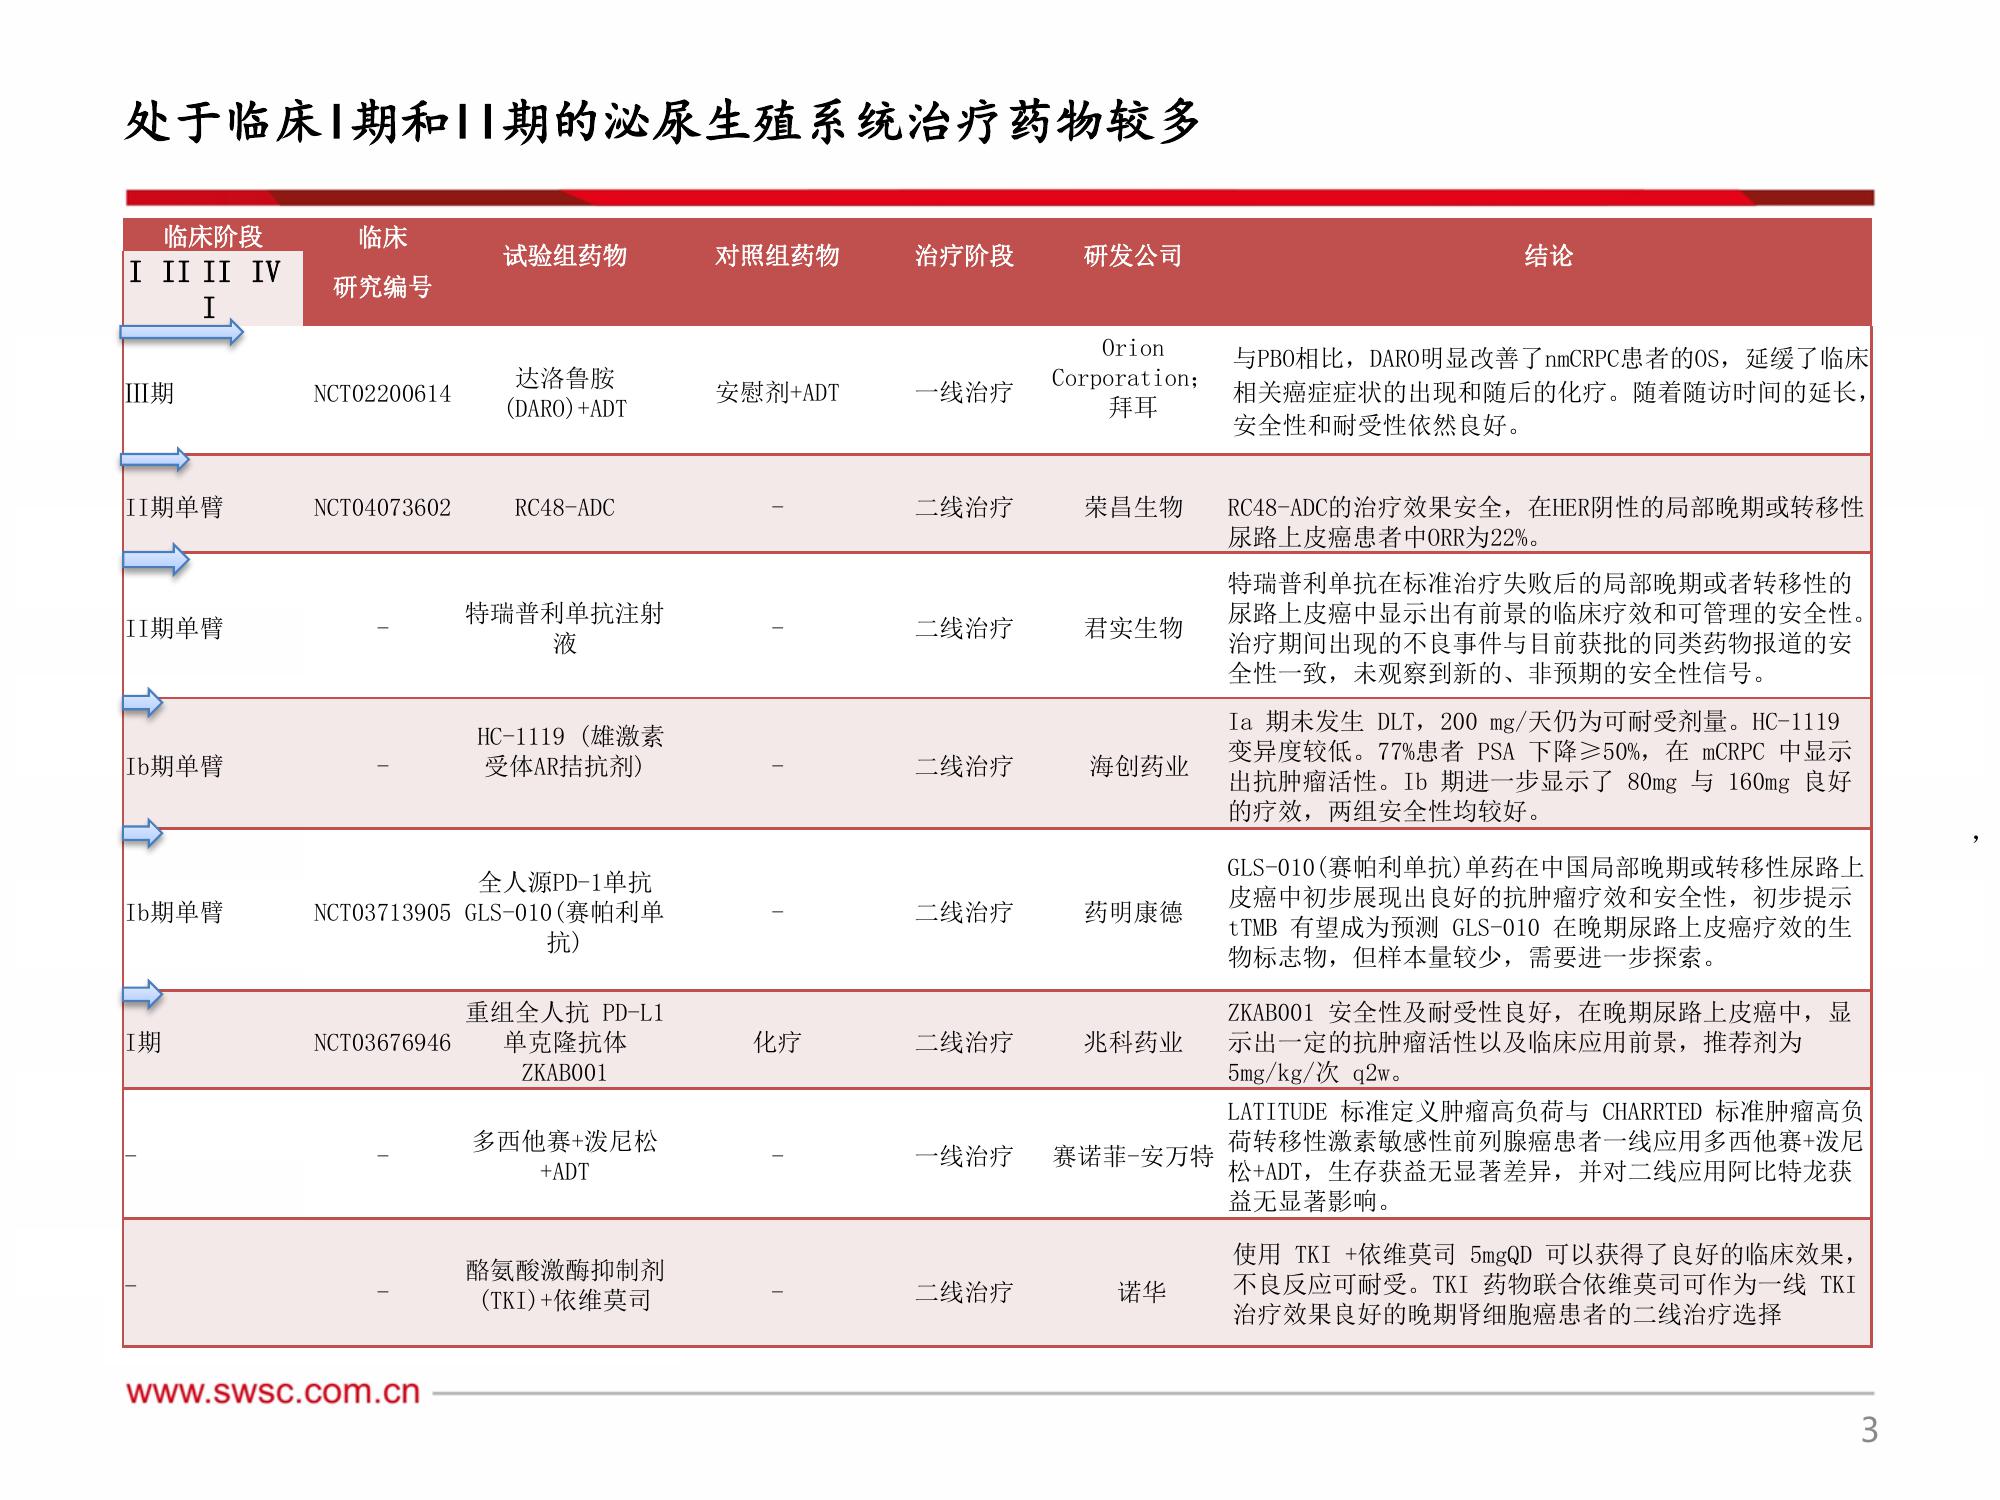 处于临床I期和II期的泌尿生殖系统治疗药物较多
临床阶段
I II II IV
I
临床
研究编号
试验组药物
对照组药物
治疗阶段
研发公司
结论
Ⅲ期
NCT02200614
达洛鲁胺
(DARO)+ADT
安慰剂+ADT
一线治疗
Orion
Corporation;
拜耳
与PBO相比，DARO明显改善了nmCRPC患者的OS，延缓了临床
相关癌症症状的出现和随后的化疗。随着随访时间的延长，
安全性和耐受性依然良好。
II期单臂
NCT04073602
RC48-ADC
-
二线治疗
荣昌生物
RC48-ADC的治疗效果安全，在HER阴性的局部晚期或转移性
尿路上皮癌患者中ORR为22%。
II期单臂
-
特瑞普利单抗注射
液
-
二线治疗
君实生物
特瑞普利单抗在标准治疗失败后的局部晚期或者转移性的
尿路上皮癌中显示出有前景的临床疗效和可管理的安全性。
治疗期间出现的不良事件与目前获批的同类药物报道的安
全性一致，未观察到新的、非预期的安全性信号。
Ib期单臂
-
HC-1119 (雄激素
受体AR拮抗剂)
-
二线治疗
海创药业
Ia 期未发生 DLT，200 mg/天仍为可耐受剂量。HC-1119
变异度较低。77%患者 PSA 下降≥50%，在 mCRPC 中显示
出抗肿瘤活性。Ib 期进一步显示了 80mg 与 160mg 良好
的疗效，两组安全性均较好。
Ib期单臂
NCT03713905
全人源PD-1单抗
GLS-010(赛帕利单
抗)
-
二线治疗
药明康德
GLS-010(赛帕利单抗)单药在中国局部晚期或转移性尿路上
皮癌中初步展现出良好的抗肿瘤疗效和安全性，初步提示
tTMB 有望成为预测 GLS-010 在晚期尿路上皮癌疗效的生
物标志物，但样本量较少，需要进一步探索。
,
I期
NCT03676946
重组全人抗 PD-L1
单克隆抗体
ZKAB001
化疗
二线治疗
兆科药业
ZKAB001 安全性及耐受性良好，在晚期尿路上皮癌中，显
示出一定的抗肿瘤活性以及临床应用前景，推荐剂为
5mg/kg/次 q2w。
-
-
多西他赛+泼尼松
+ADT
-
一线治疗
赛诺菲-安万特
LATITUDE 标准定义肿瘤高负荷与 CHARRTED 标准肿瘤高负
荷转移性激素敏感性前列腺癌患者一线应用多西他赛+泼尼
松+ADT，生存获益无显著差异，并对二线应用阿比特龙获
益无显著影响。
-
-
酪氨酸激酶抑制剂
(TKI)+依维莫司
-
二线治疗
诺华
使用 TKI +依维莫司 5mgQD 可以获得了良好的临床效果，
不良反应可耐受。TKI 药物联合依维莫司可作为一线 TKI
治疗效果良好的晚期肾细胞癌患者的二线治疗选择
www.swsc.com.cn
3